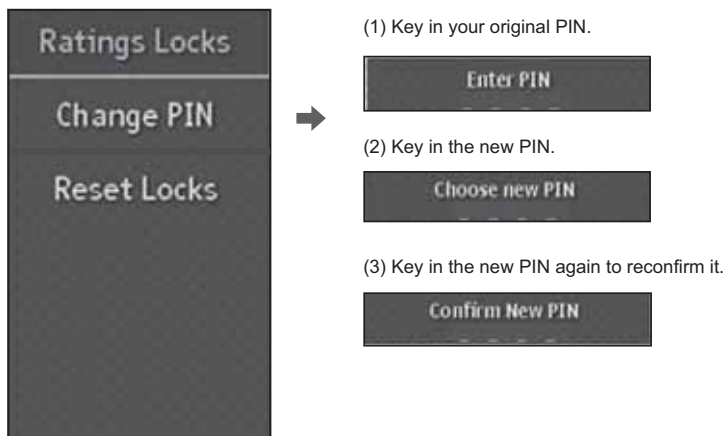 Ratings Locks
Change PIN
Reset Locks
(1) Key in your original PIN.
Enter PIN
(2) Key in the new PIN.
Choose new PIN
(3) Key in the new PIN again to reconfirm it.
Confirm New PIN